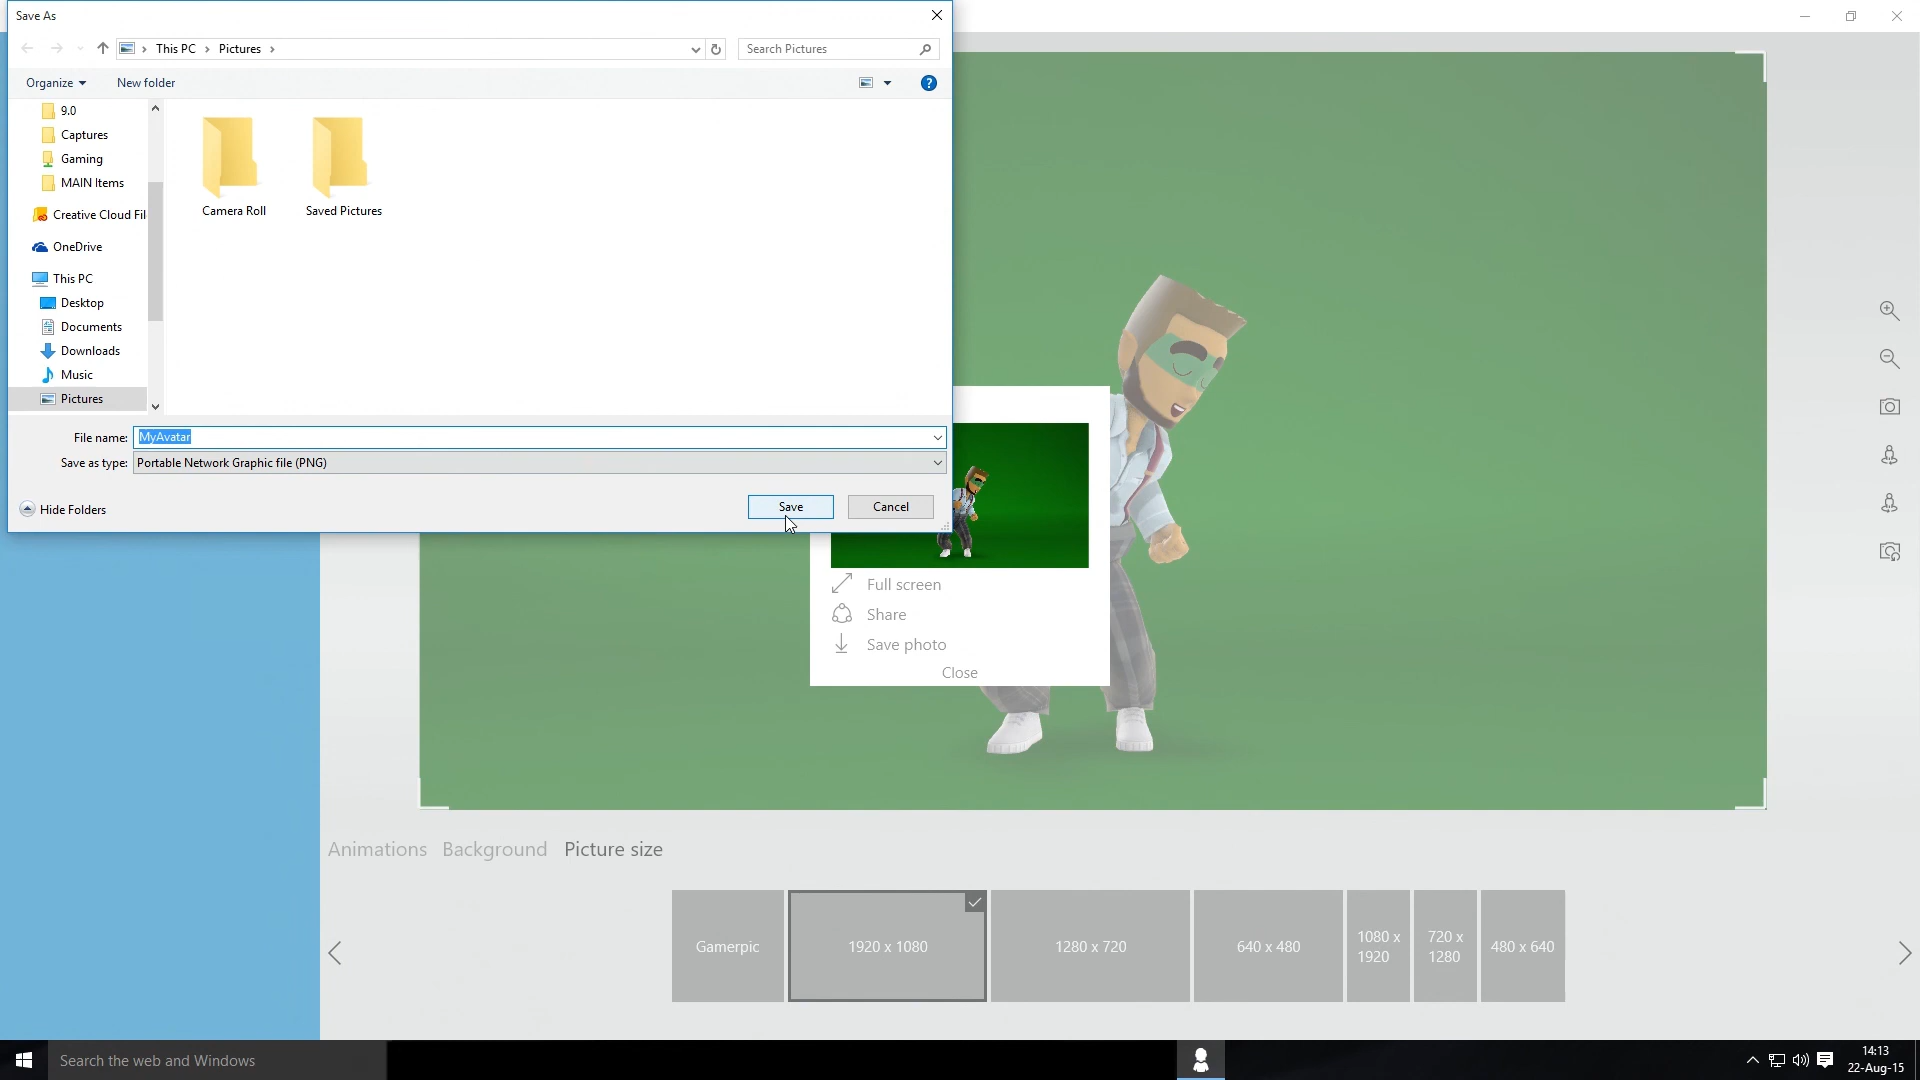 Save As
This PC
Pictures
Search Pictures
Organize
New folder
9.0
Captures
Gaming
MAIN Items
Creative Cloud Fil
OneDrive
This PC
Desktop
Documents
Downloads
Music
Pictures
Camera Roll
Saved Pictures
File name:
MyAvatar
Save as type:
Portable Network Graphic file (PNG)
Hide Folders
Save
Cancel
Full screen
Share
Save photo
Close
Animations
Background
Picture size
Gamerpic
1920 x 1080
1280 x 720
640 x 480
1080 x
1920
720 x
1280
480 x 640
Search the web and Windows
14:13
22-Aug-15